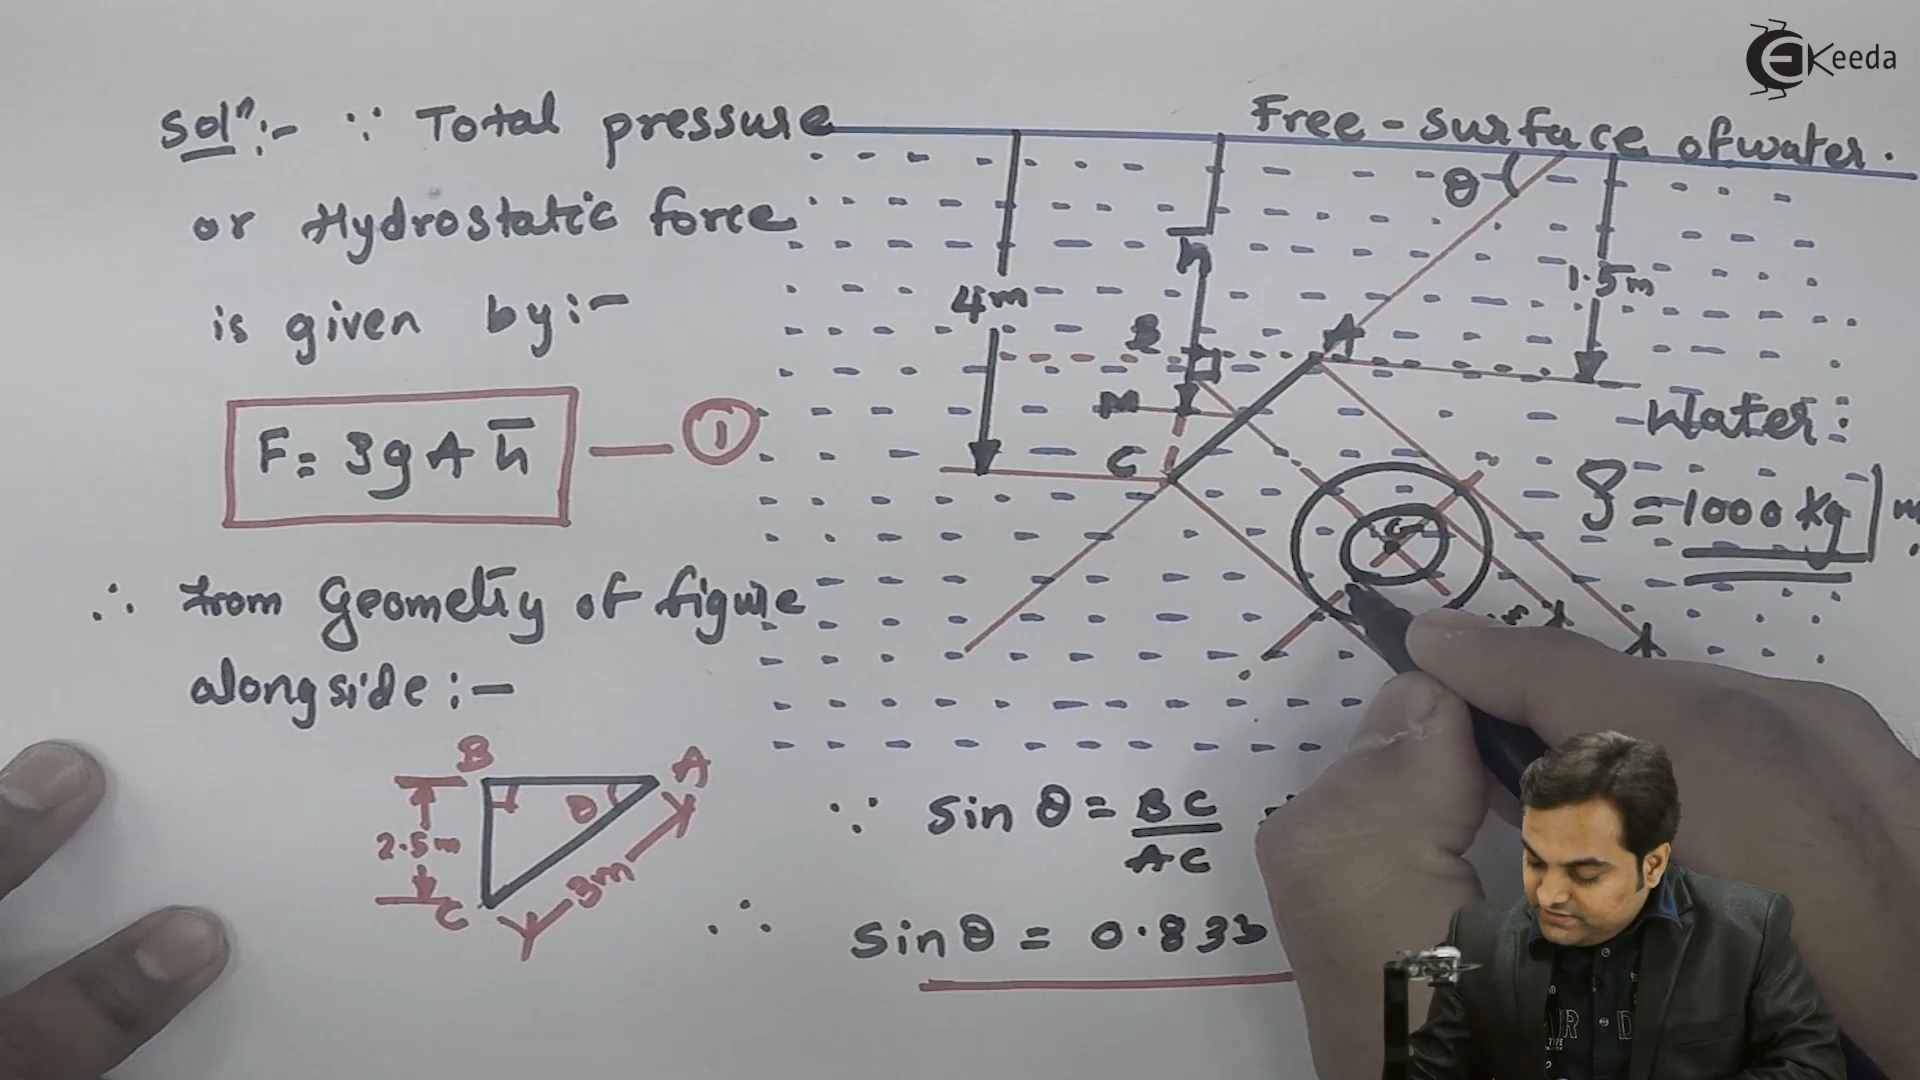 Keeda
Solⁿ:- ∵ Total pressure
or Hydrostatic force
is given by:-
F = ρgAh̄ — ①
∴ from Geometry of figure
alongside:-
B
A
θ
2.5m
C
3m
Free-surface of water.
θ
h̄
1.5m
4m
B
A
M
C
G
Water:
ρ = 1000 kg/m
∵ sin θ = BC/AC
∴ sin θ = 0.833